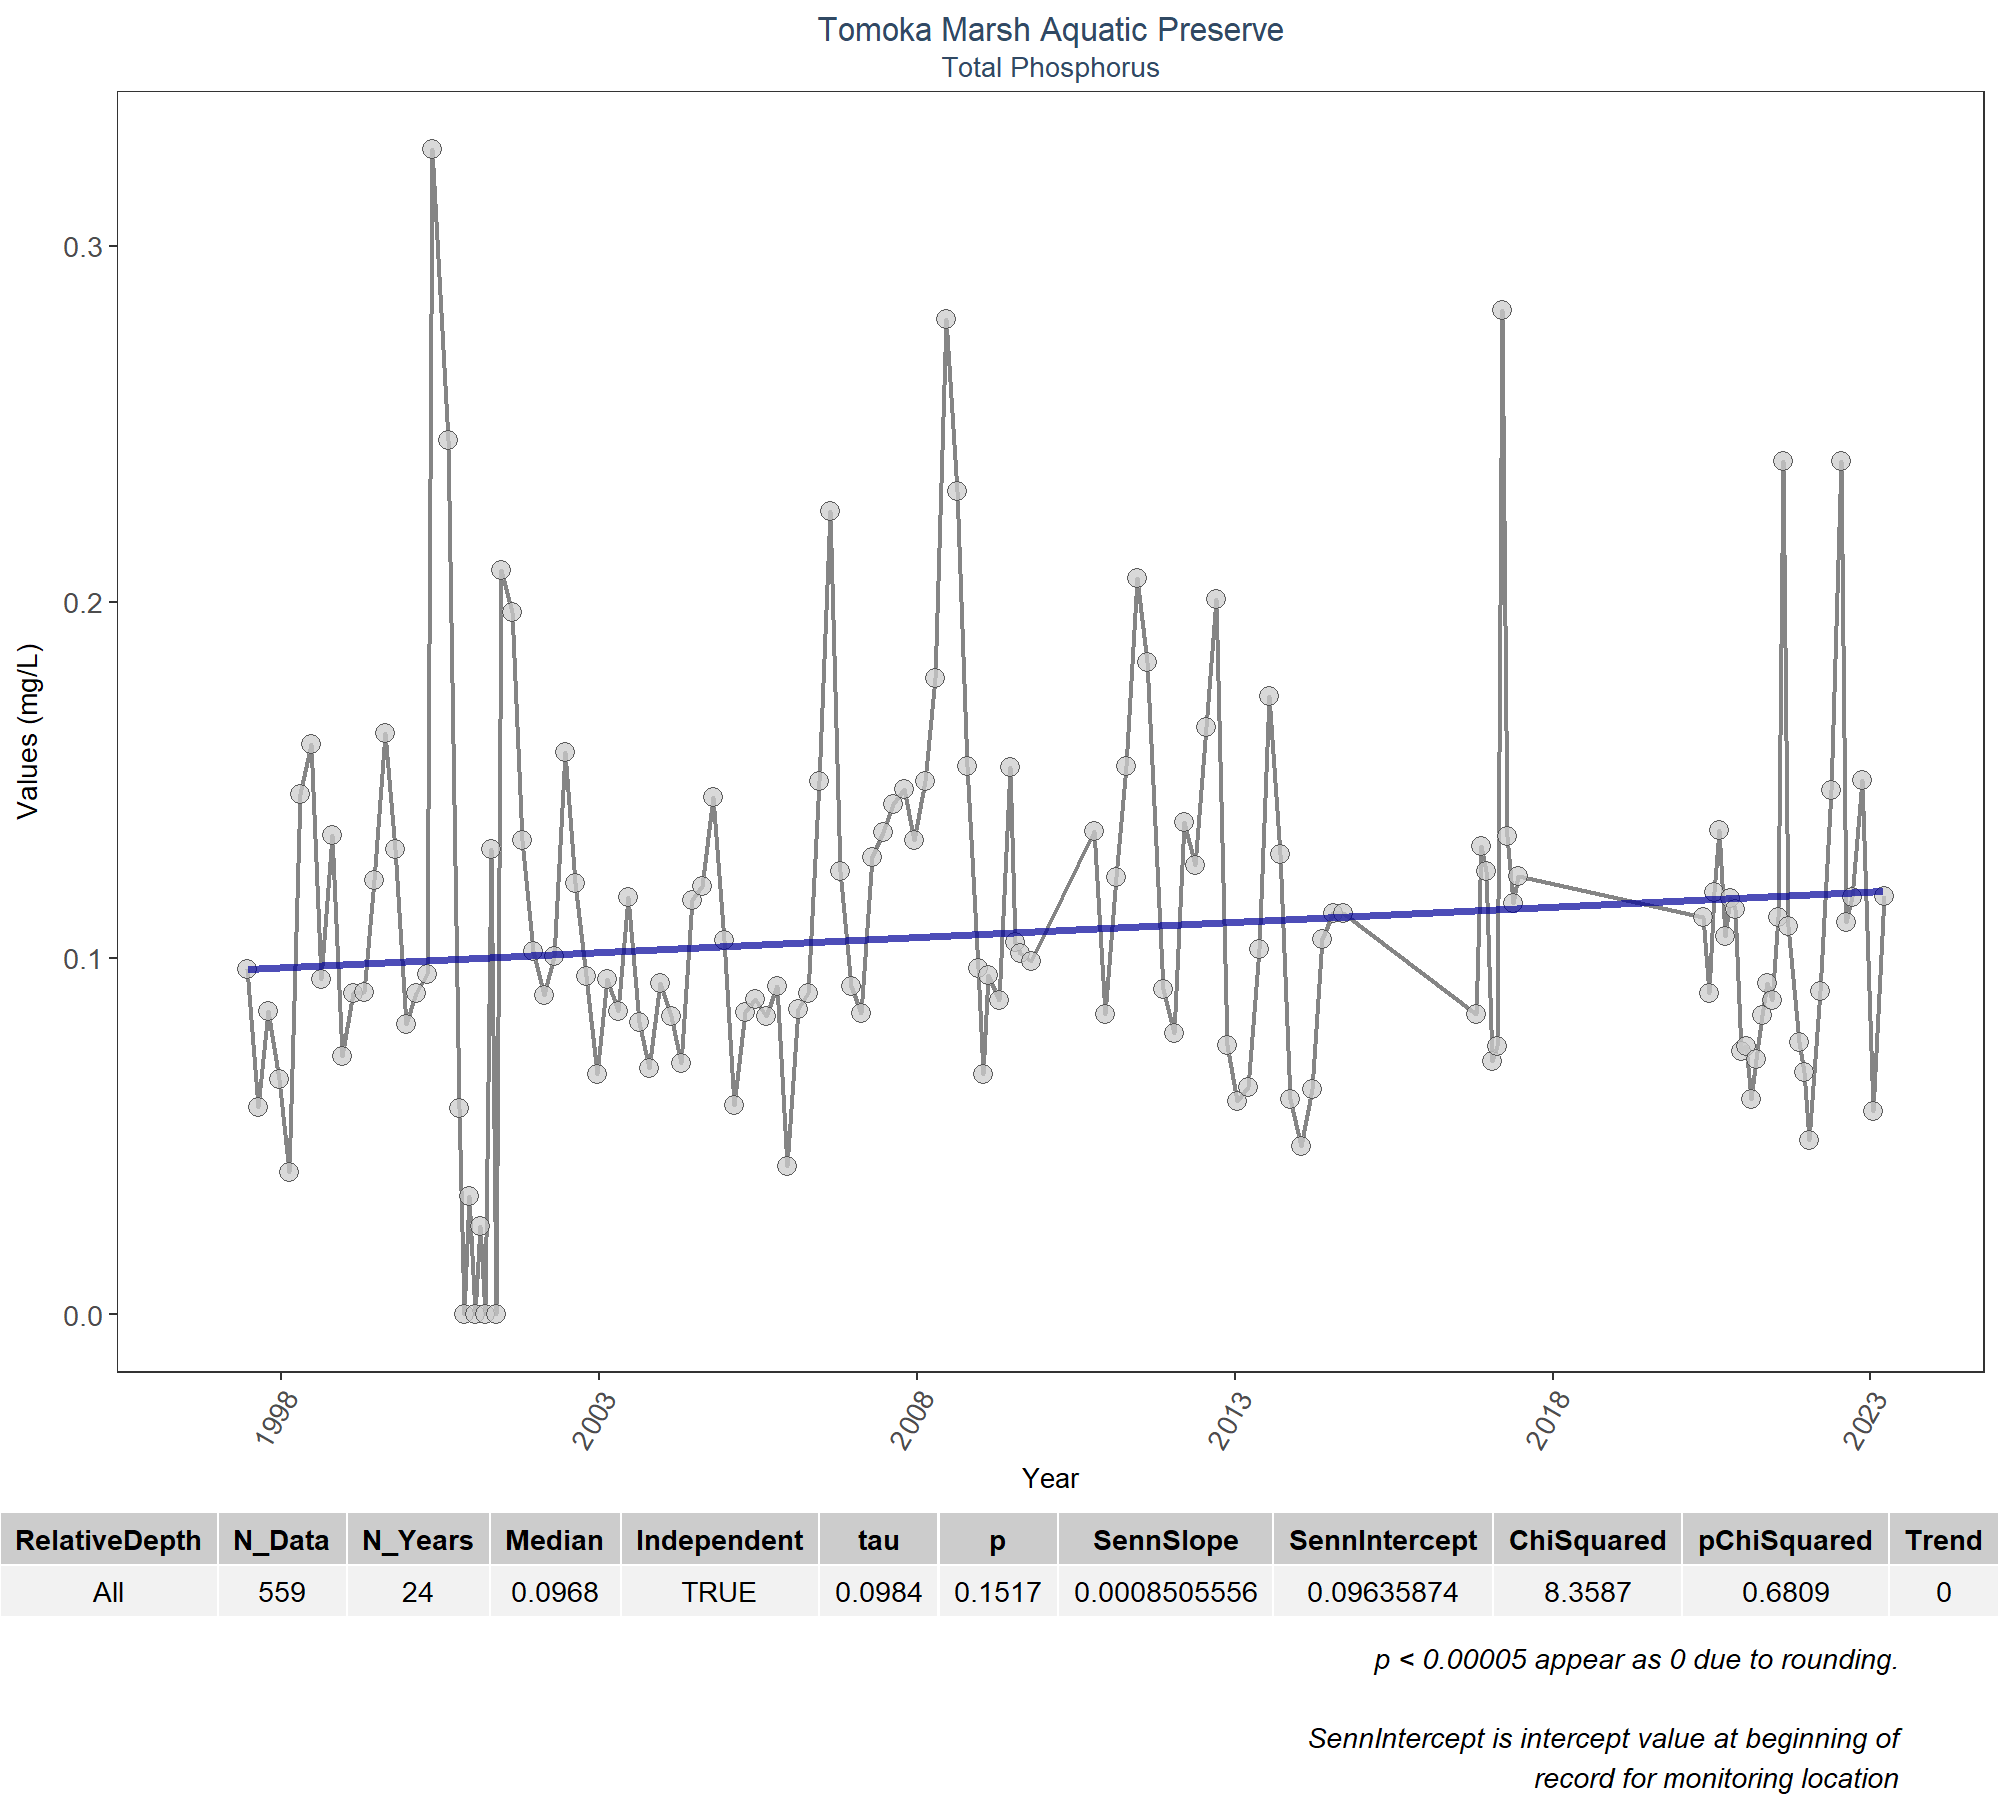 Tomoka Marsh Aquatic Preserve
Total Phosphorus
Values (mg/L)
0.3
0.2
0.1
0.0
1998 2003 2008 2013 2018 2023
Year
RelativeDepth N_Data N_Years Median Independent tau p SennSlope SennIntercept ChiSquared pChiSquared Trend
All 559 24 0.0968 TRUE 0.0984 0.1517 0.0008505556 0.09635874 8.3587 0.6809 0
p < 0.00005 appear as 0 due to rounding.
SennIntercept is intercept value at beginning of
record for monitoring location